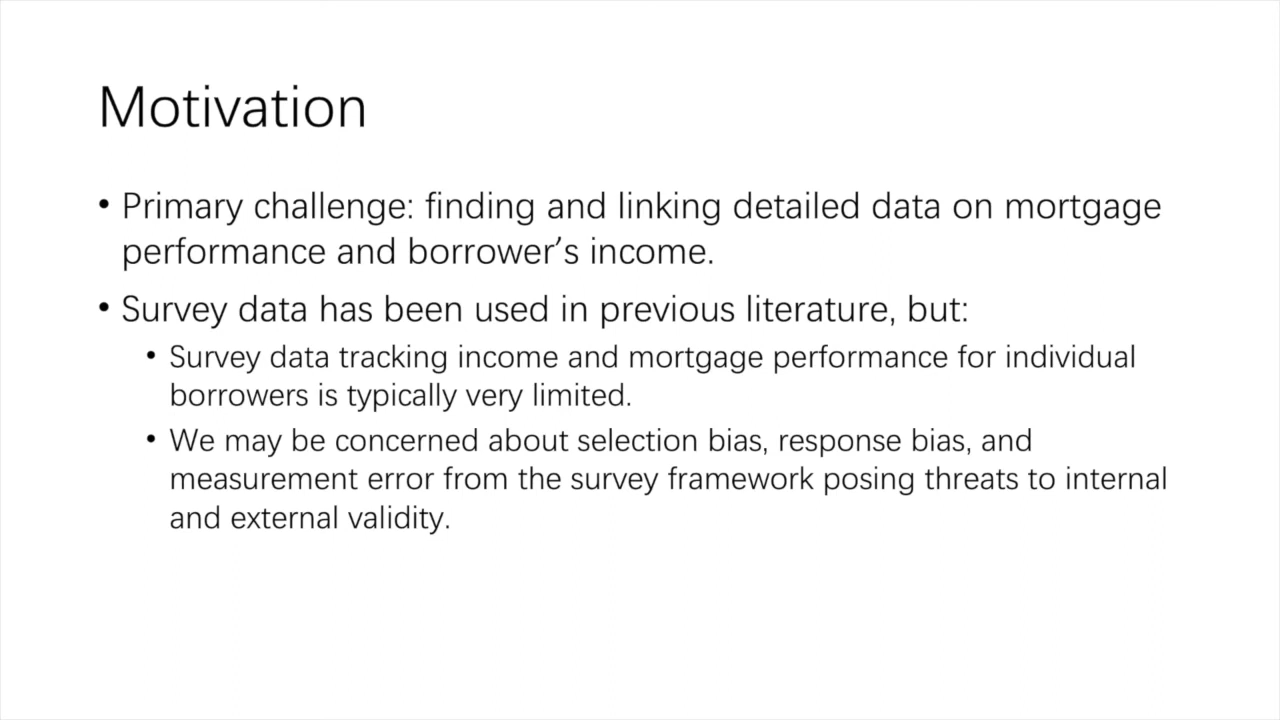 Motivation
• Primary challenge: finding and linking detailed data on mortgage
performance and borrower’s income.
• Survey data has been used in previous literature, but:
• Survey data tracking income and mortgage performance for individual
borrowers is typically very limited.
• We may be concerned about selection bias, response bias, and
measurement error from the survey framework posing threats to internal
and external validity.